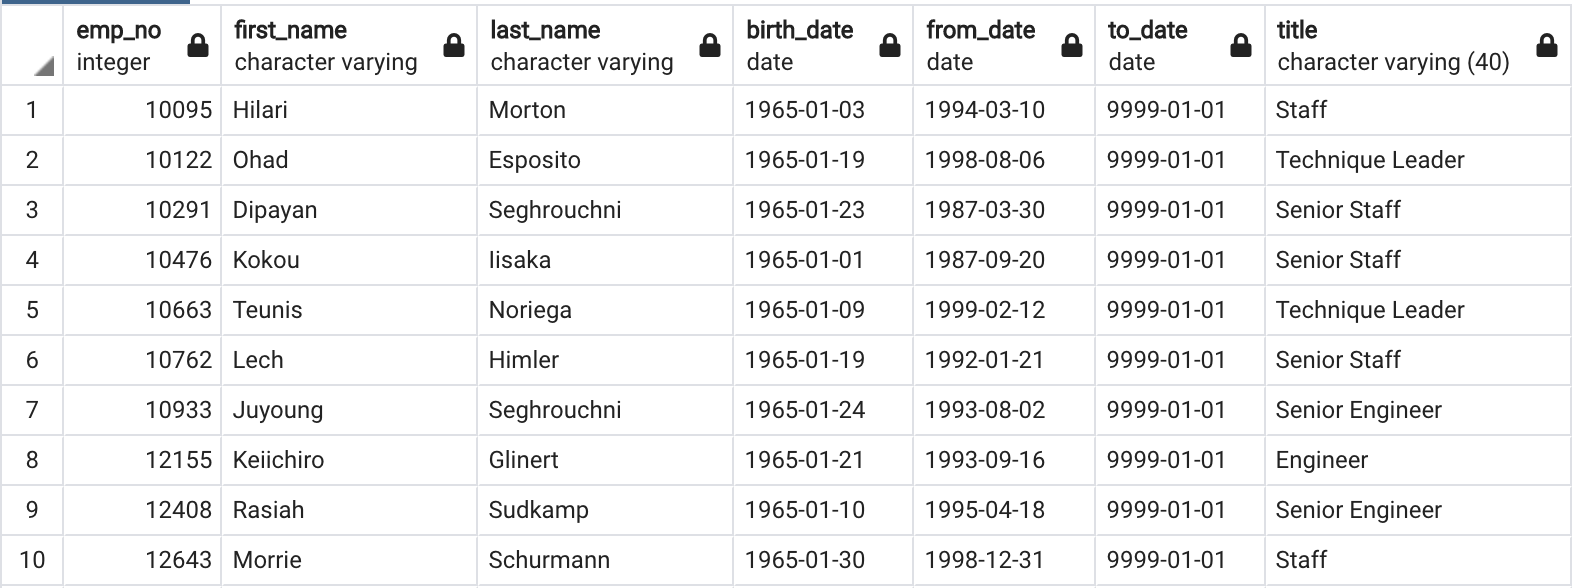 emp_no first_name last_name birth_date from_date to_date title
integer character varying character varying date date date character varying (40)
1 10095 Hilari Morton 1965-01-03 1994-03-10 9999-01-01 Staff
2 10122 Ohad Esposito 1965-01-19 1998-08-06 9999-01-01 Technique Leader
3 10291 Dipayan Seghrouchni 1965-01-23 1987-03-30 9999-01-01 Senior Staff
4 10476 Kokou Iisaka 1965-01-01 1987-09-20 9999-01-01 Senior Staff
5 10663 Teunis Noriega 1965-01-09 1999-02-12 9999-01-01 Technique Leader
6 10762 Lech Himler 1965-01-19 1992-01-21 9999-01-01 Senior Staff
7 10933 Juyoung Seghrouchni 1965-01-24 1993-08-02 9999-01-01 Senior Engineer
8 12155 Keiichiro Glinert 1965-01-21 1993-09-16 9999-01-01 Engineer
9 12408 Rasiah Sudkamp 1965-01-10 1995-04-18 9999-01-01 Senior Engineer
10 12643 Morrie Schurmann 1965-01-30 1998-12-31 9999-01-01 Staff